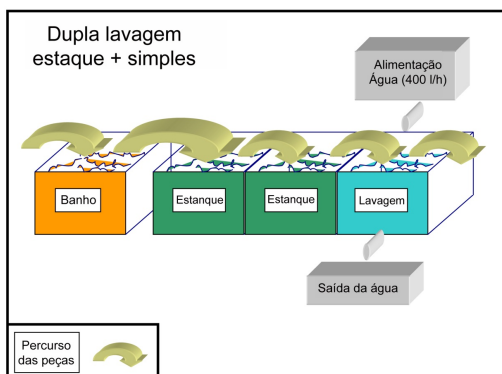 Dupla lavagem
estaque + simples
Alimentação
Água (400 l/h)
Banho
Estanque
Estanque
Lavagem
Saída da água
Percurso
das peças